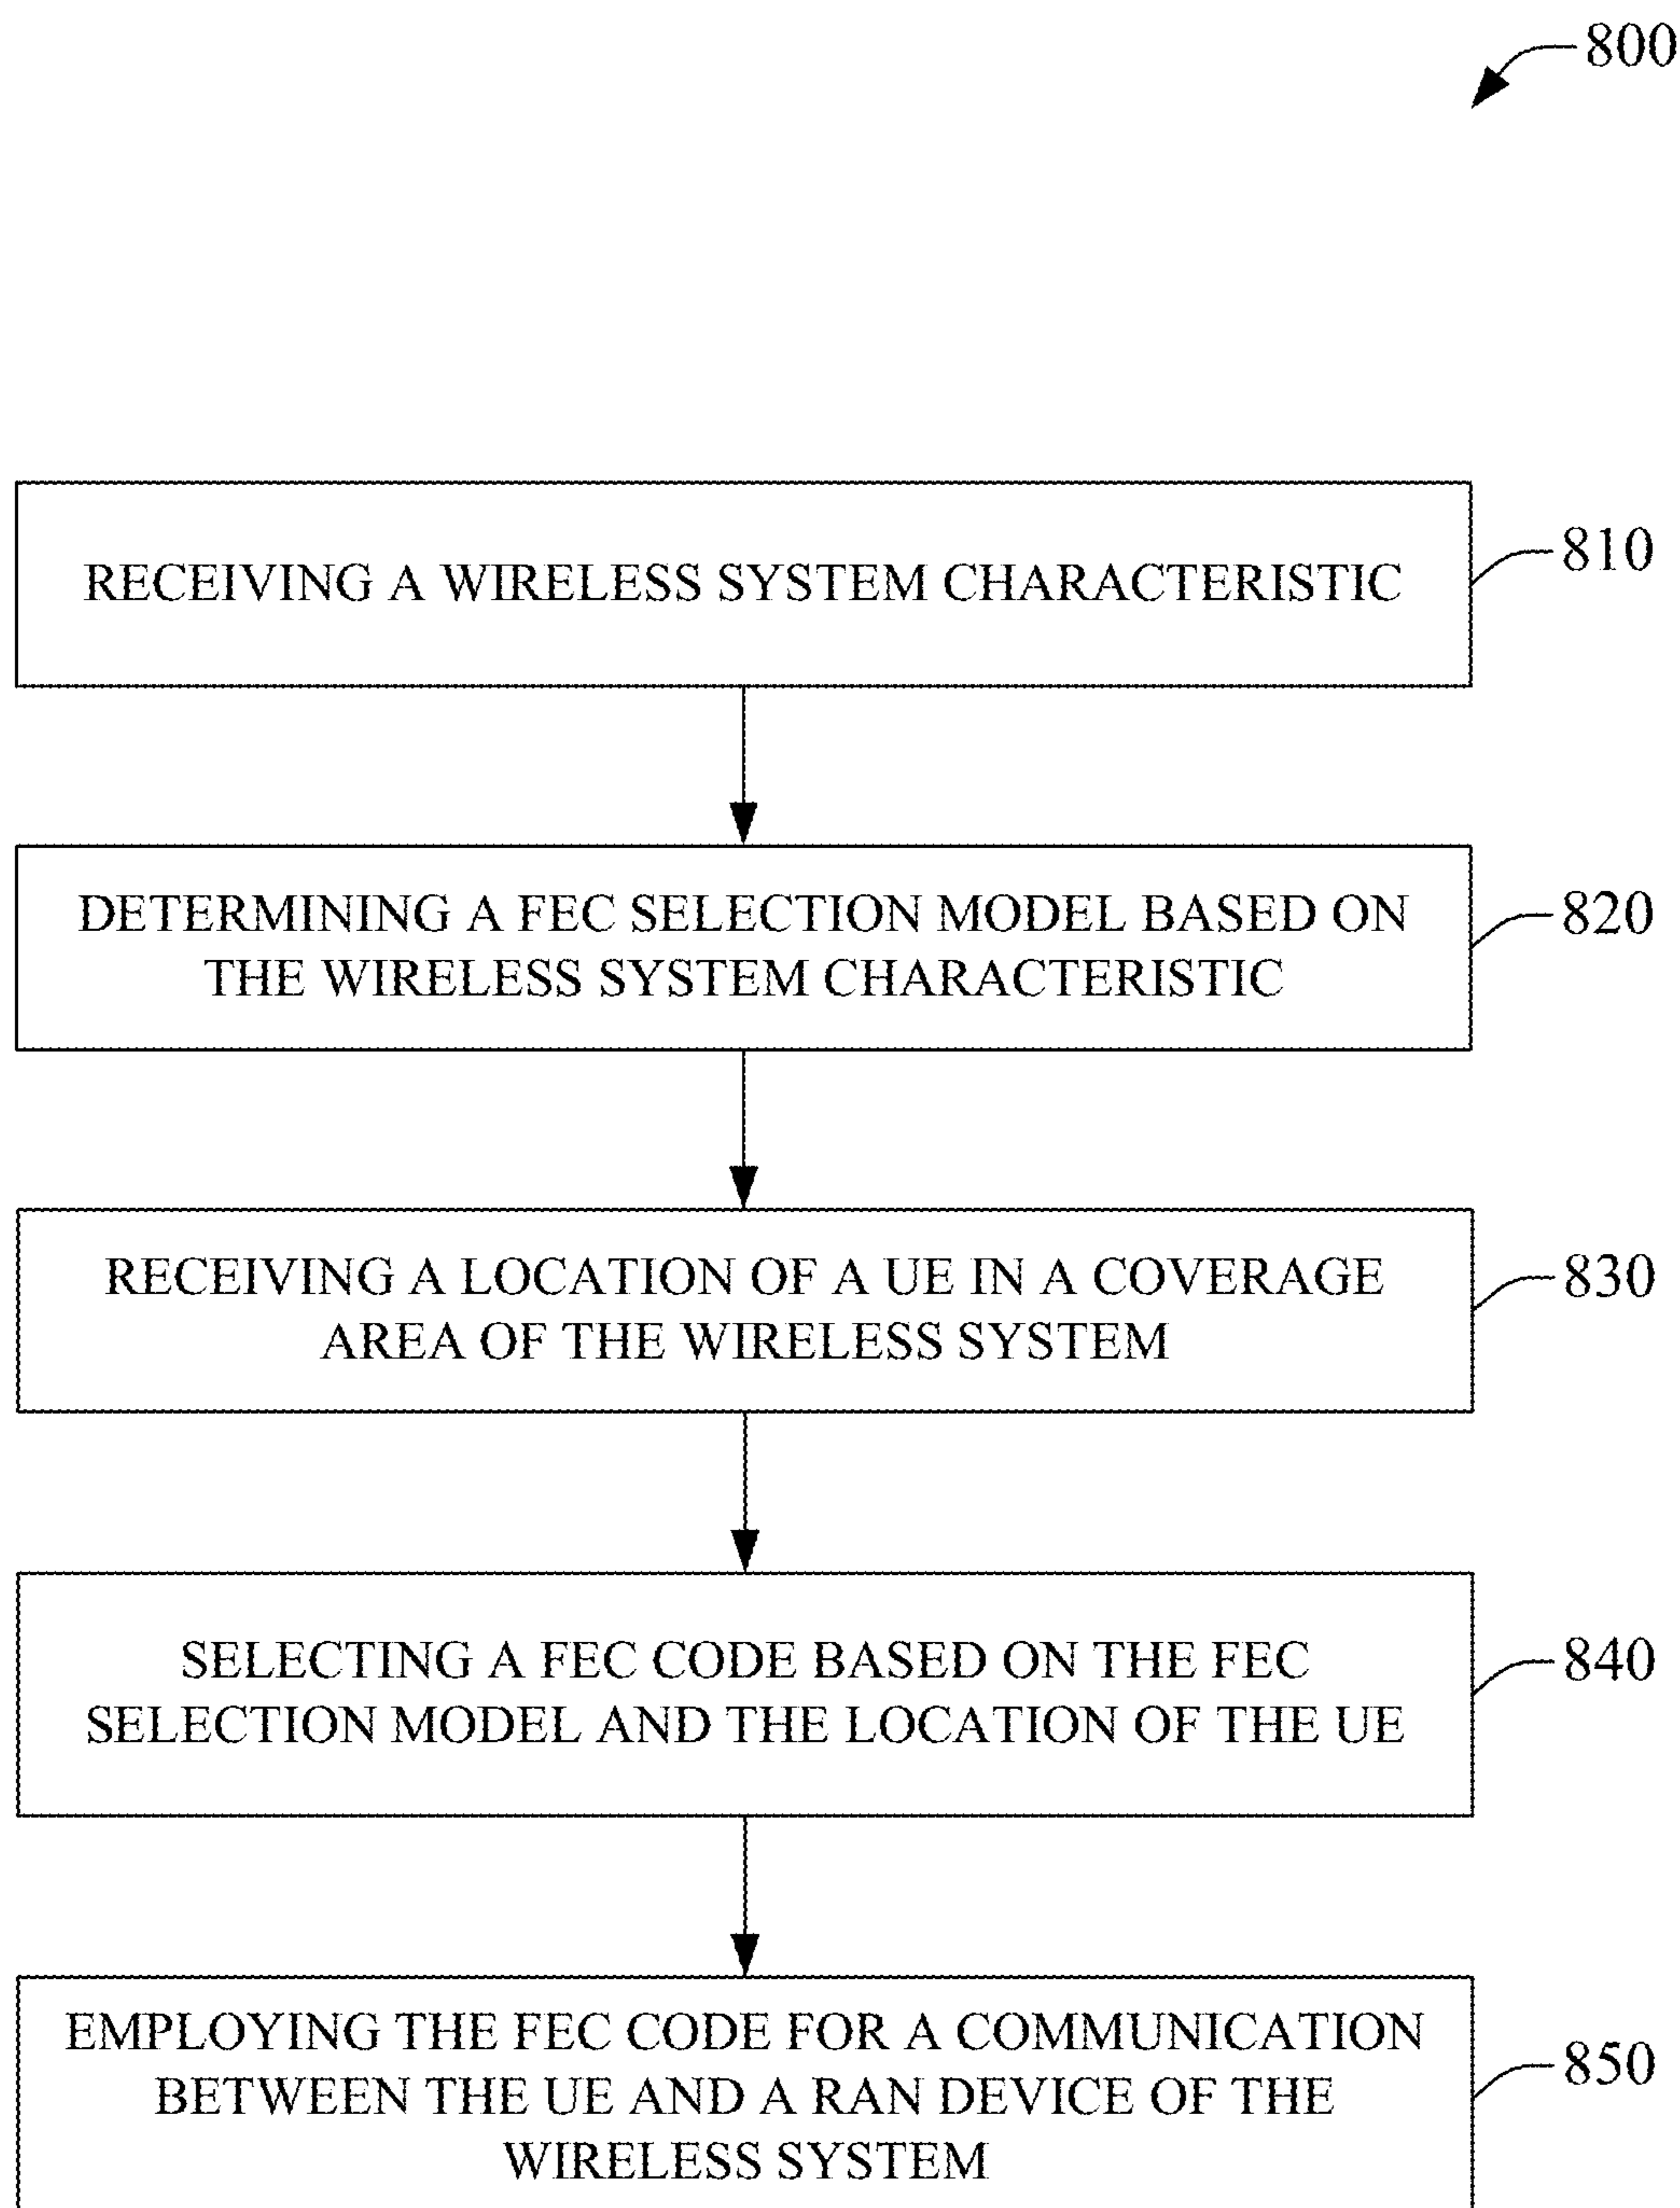 800
RECEIVING A WIRELESS SYSTEM CHARACTERISTIC
810
DETERMINING A FEC SELECTION MODEL BASED ON
THE WIRELESS SYSTEM CHARACTERISTIC
820
RECEIVING A LOCATION OF A UE IN A COVERAGE
AREA OF THE WIRELESS SYSTEM
830
SELECTING A FEC CODE BASED ON THE FEC
SELECTION MODEL AND THE LOCATION OF THE UE
840
EMPLOYING THE FEC CODE FOR A COMMUNICATION
BETWEEN THE UE AND A RAN DEVICE OF THE
WIRELESS SYSTEM
850